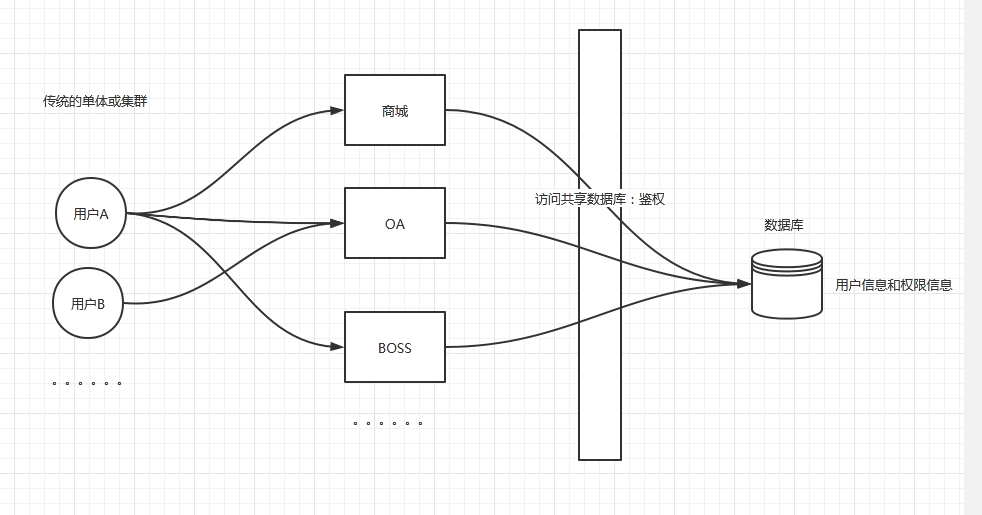 传统的单体或集群
用户A
用户B
。。。。。。
商城
OA
BOSS
。。。。。。
访问共享数据库：鉴权
数据库
用户信息和权限信息